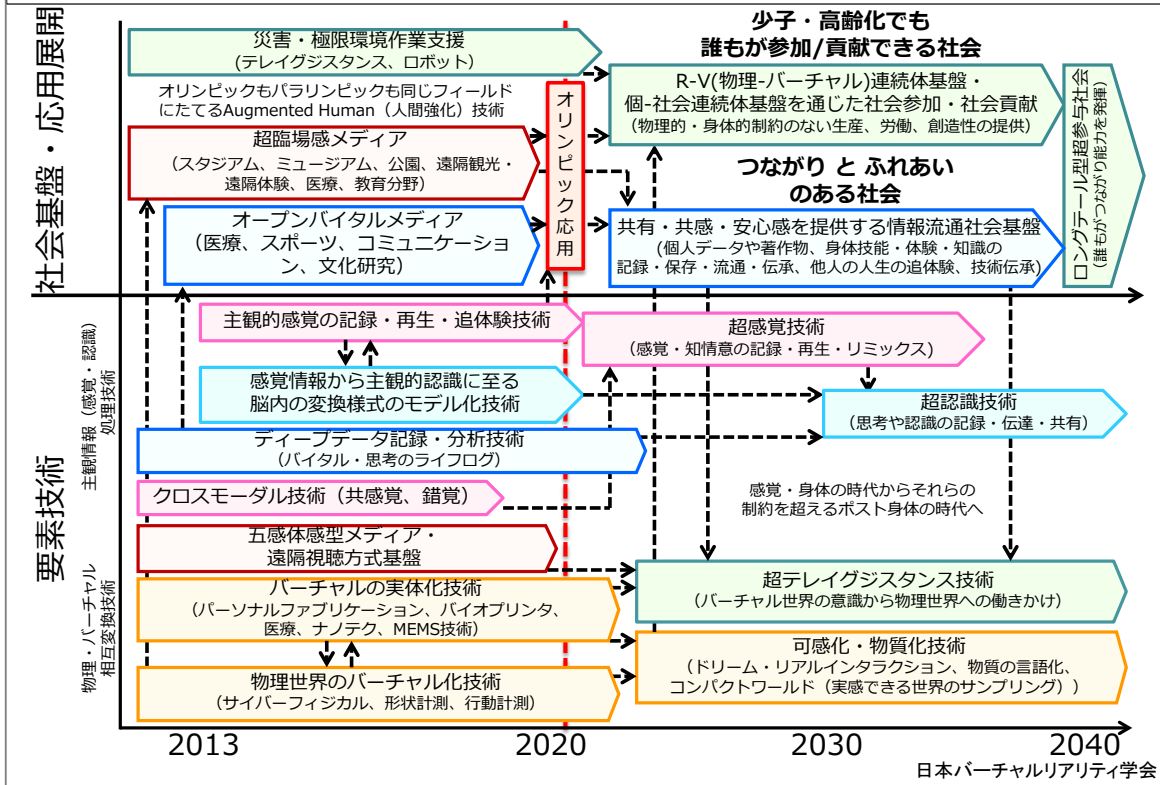 社会基盤・応用展開
災害・極限環境作業支援
(テレイグジスタンス、ロボット)
オリンピックもパラリンピックも同じフィールド
にたてるAugmented Human(人間強化)技術
超臨場感メディア
(スタジアム、ミュージアム、公園、遠隔観光・
遠隔体験、医療、教育分野)
オープンバイタルメディア
(医療、スポーツ、コミュニケーショ
ン、文化研究)
オリンピック応用
少子・高齢化でも
誰もが参加/貢献できる社会
R-V(物理-バーチャル)連続体基盤・
個-社会連続体基盤を通じた社会参加・社会貢献
(物理的・身体的制約のない生産、労働、創造性の提供)
つながり と ふれあい
のある社会
共有・共感・安心感を提供する情報流通社会基盤
(個人データや著作物、身体技能・体験・知識の
記録・保存・流通・伝承、他人の人生の追体験、技術伝承)
ロングテール型超参与社会
(誰もがつながり能力を発揮)
要素技術
主観情報(感覚・認識)
処理技術
主観的感覚の記録・再生・追体験技術
超感覚技術
(感覚・知情意の記録・再生・リミックス)
感覚情報から主観的認識に至る
脳内の変換様式のモデル化技術
超認識技術
(思考や認識の記録・伝達・共有)
ディープデータ記録・分析技術
(バイタル・思考のライフログ)
クロスモーダル技術(共感覚、錯覚)
感覚・身体の時代からそれらの
制約を超えるポスト身体の時代へ
物理・バーチャル
相互変換技術
五感体感型メディア・
遠隔視聴方式基盤
バーチャルの実体化技術
(パーソナルファブリケーション、バイオプリンタ、
医療、ナノテク、MEMS技術)
超テレイグジスタンス技術
(バーチャル世界の意識から物理世界への働きかけ)
物理世界のバーチャル化技術
(サイバーフィジカル、形状計測、行動計測)
可感化・物質化技術
(ドリーム・リアルインタラクション、物質の言語化、
コンパクトワールド(実感できる世界のサンプリング))
2013
2020
2030
2040
日本バーチャルリアリティ学会